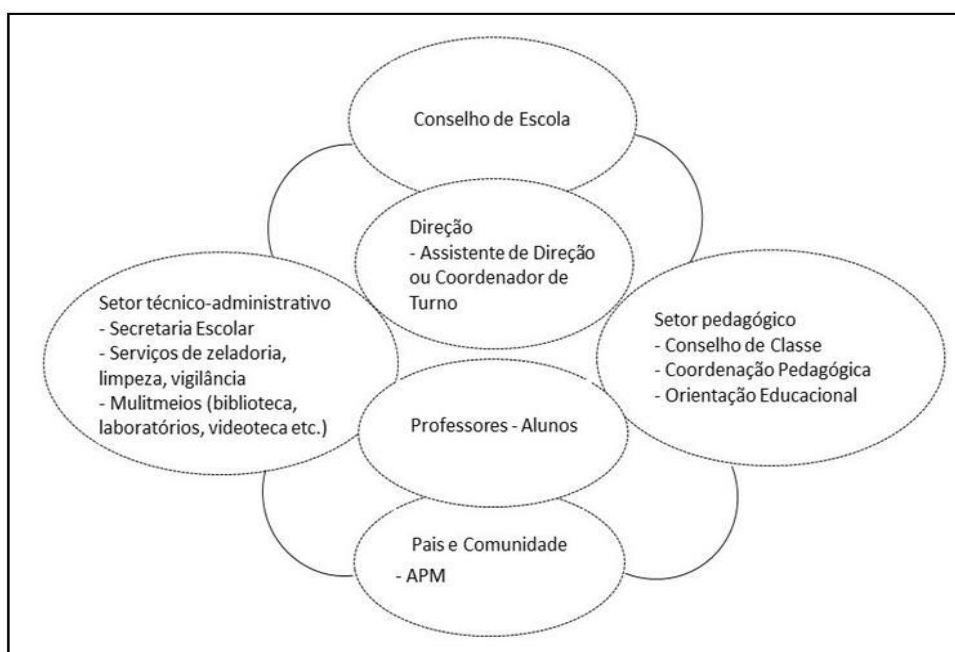 Conselho de Escola
Direção
- Assistente de Direção
ou Coordenador de
Turno
Setor técnico-administrativo
- Secretaria Escolar
- Serviços de zeladoria,
limpeza, vigilância
- Mulitmeios (biblioteca,
laboratórios, videoteca etc.)
Setor pedagógico
- Conselho de Classe
- Coordenação Pedagógica
- Orientação Educacional
Professores - Alunos
Pais e Comunidade
- APM